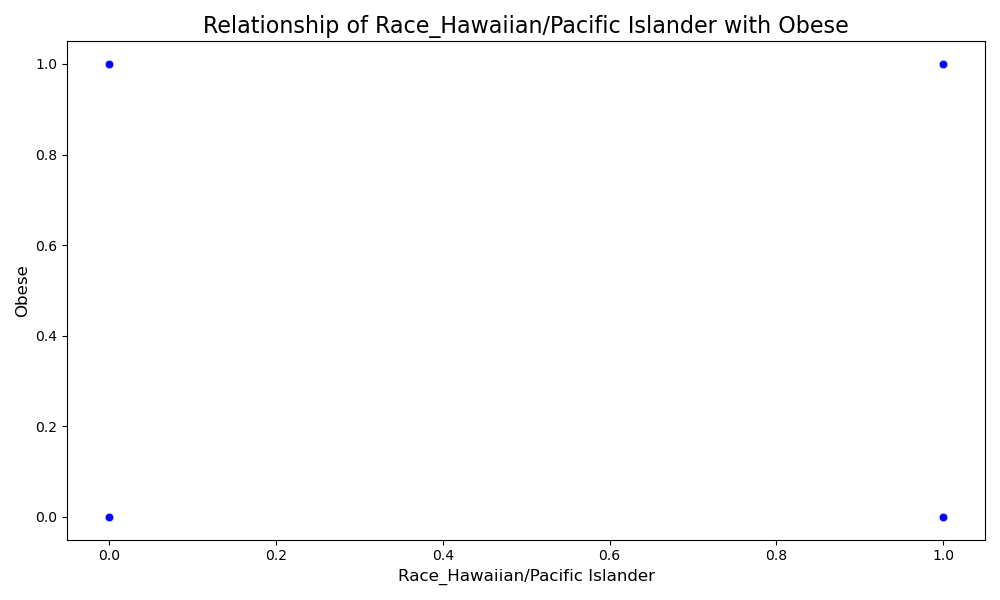 Relationship of Race_Hawaiian/Pacific Islander with Obese
1.0
0.8
0.6
0.4
0.2
0.0
Obese
0.0 0.2 0.4 0.6 0.8 1.0
Race_Hawaiian/Pacific Islander